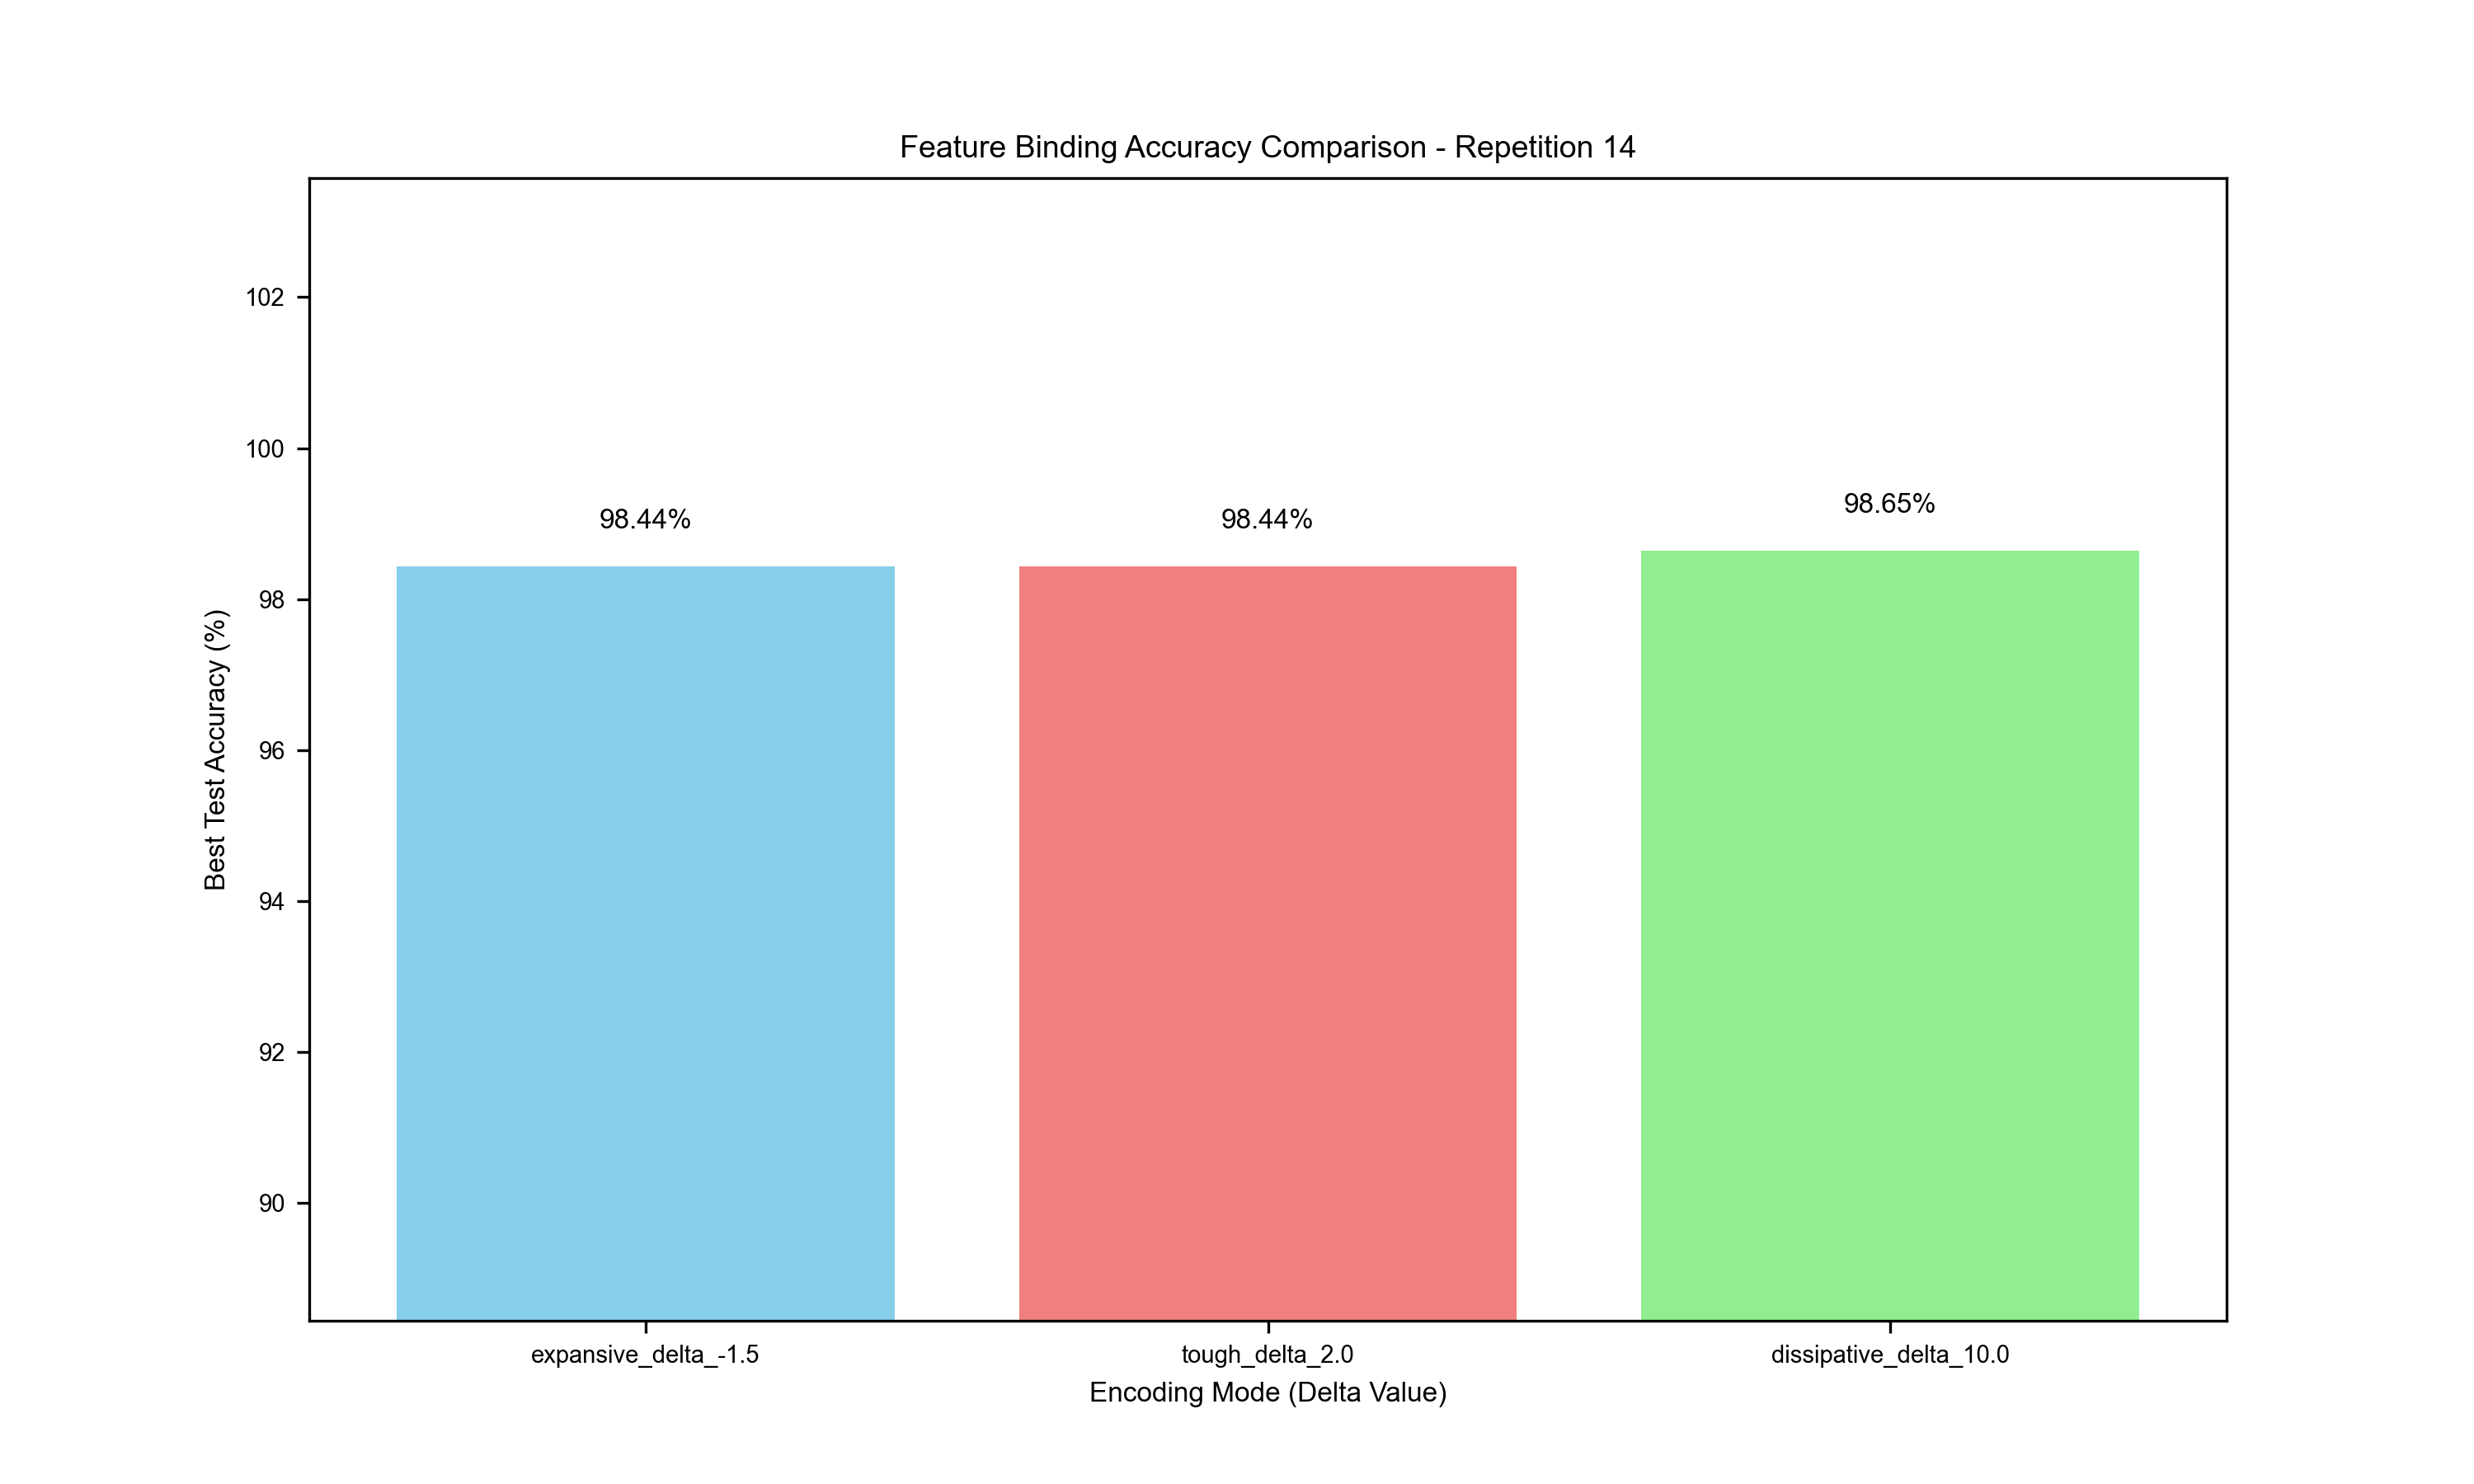 Feature Binding Accuracy Comparison - Repetition 14
Best Test Accuracy (%)
102
100
98
96
94
92
90
98.44%
98.44%
98.65%
expansive_delta_-1.5
tough_delta_2.0
dissipative_delta_10.0
Encoding Mode (Delta Value)